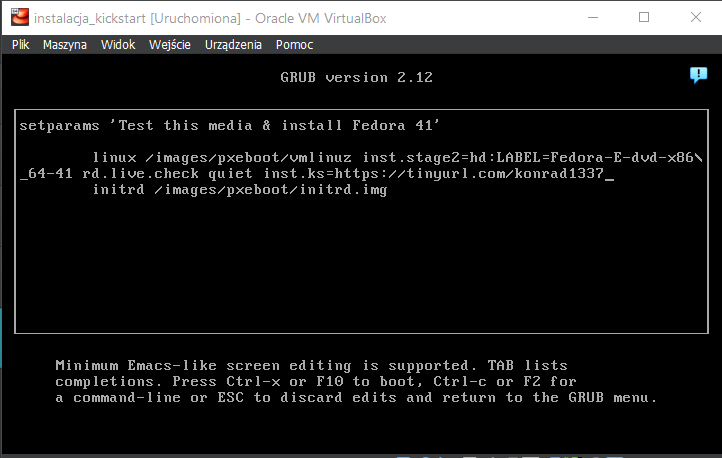 instalacja_kickstart [Uruchomiona] - Oracle VM VirtualBox
Plik Maszyna Widok Wejście Urządzenia Pomoc
GRUB version 2.12
setparams 'Test this media & install Fedora 41'
linux /images/pxeboot/vmlinuz inst.stage2=hd:LABEL=Fedora-E-dvd-x86\
_64-41 rd.live.check quiet inst.ks=https://tinyurl.com/konrad1337_
initrd /images/pxeboot/initrd.img
Minimum Emacs-like screen editing is supported. TAB lists
completions. Press Ctrl-x or F10 to boot, Ctrl-c or F2 for
a command-line or ESC to discard edits and return to the GRUB menu.